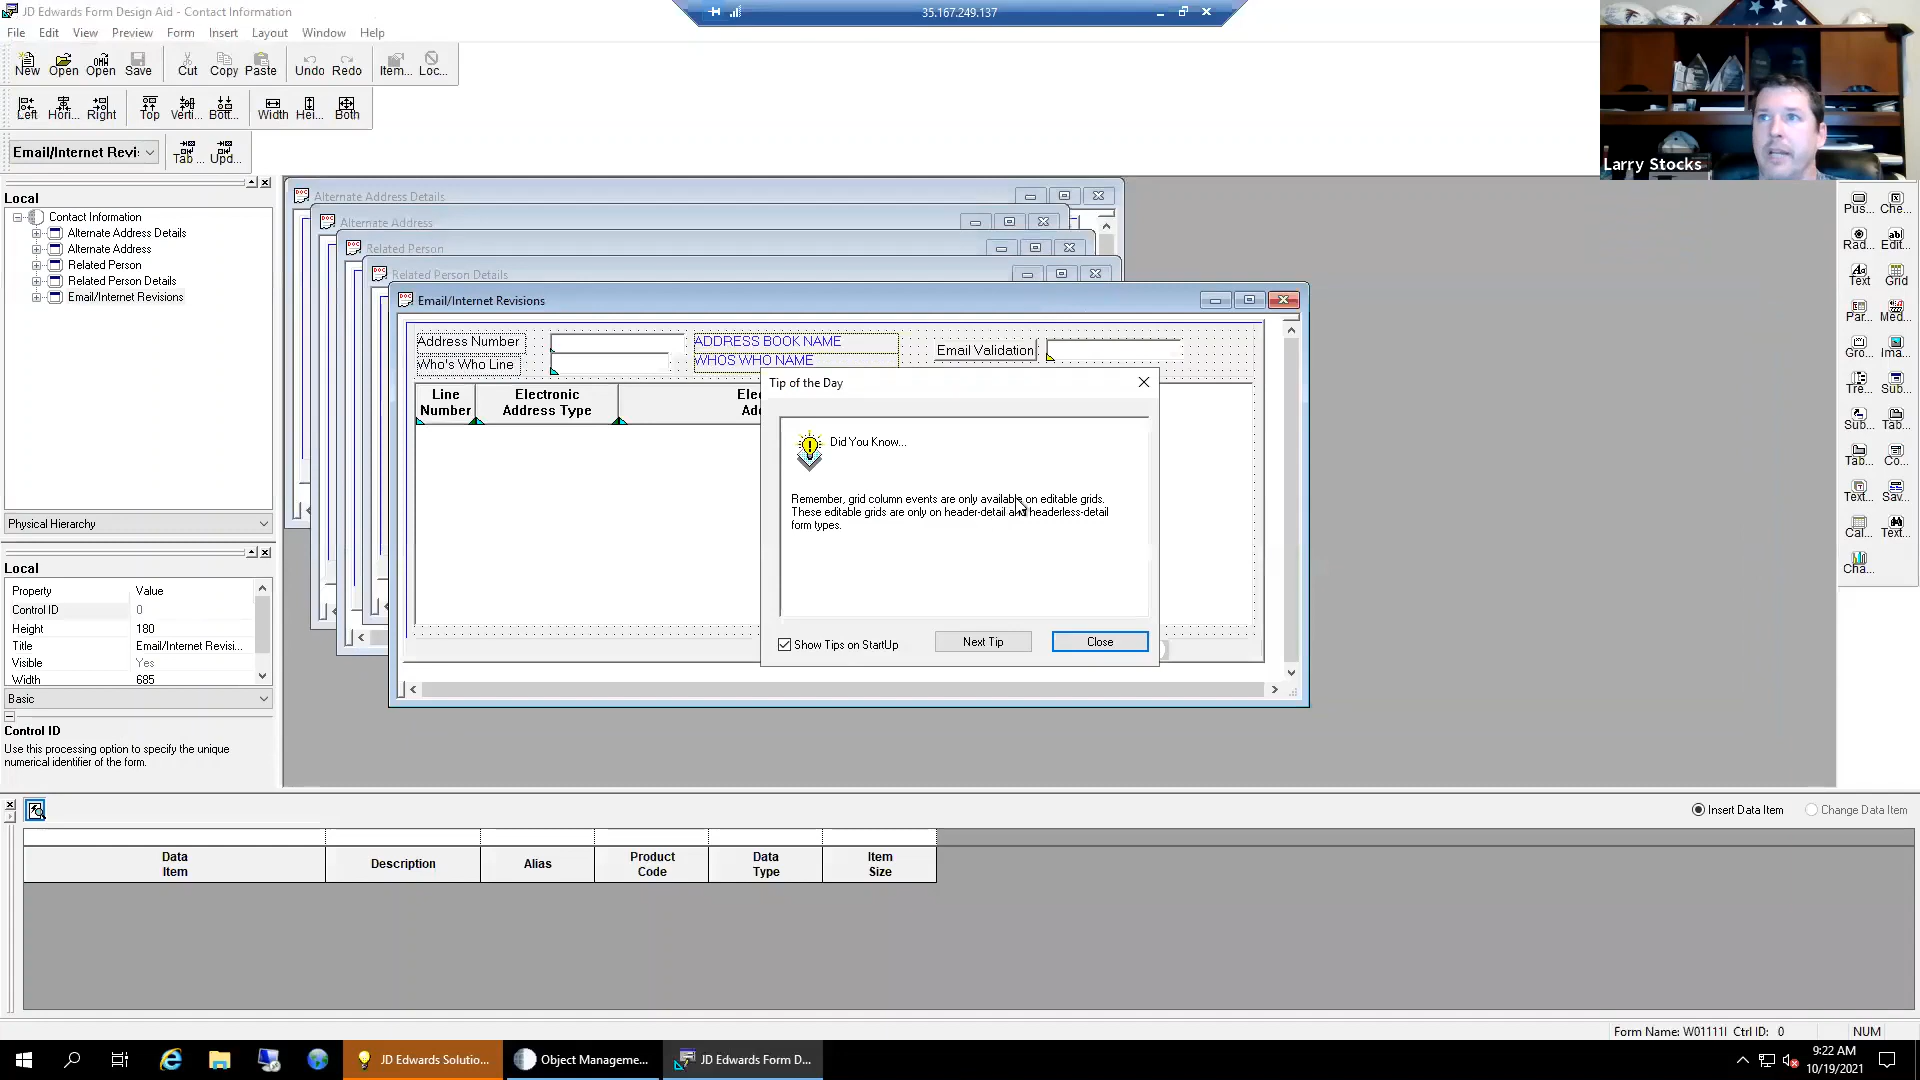 JD Edwards Form Design Aid - Contact Information
35.167.249.137
File Edit View Preview Form Insert Layout Window Help
New Open Open Save Cut Copy Paste Undo Redo Item... Loc...
Left Hori... Right Top Verti... Bott... Width Hei... Both
Email/Internet Revi: Tab ... Upd...
Larry Stocks
Local
Contact Information
Alternate Address Details
Alternate Address
Related Person
Related Person Details
Email/Internet Revisions
Physical Hierarchy
Local
Property Value
Control ID 0
Height 180
Title Email/Internet Revisi...
Visible Yes
Width 685
Basic
Control ID
Use this processing option to specify the unique
numerical identifier of the form.
Alternate Address Details
Alternate Address
Related Person
Related Person Details
Email/Internet Revisions
Address Number ADDRESS BOOK NAME
Who's Who Line WHOS WHO NAME
Email Validation
Line
Number
Electronic
Address Type
Elec
Ad
Tip of the Day
Did You Know...
Remember, grid column events are only available on editable grids.
These editable grids are only on header-detail and headerless-detail
form types.
Show Tips on StartUp
Next Tip
Close
Pus... Che...
Rad... Edit...
Text Grid
Par... Med...
Gro... Ima...
Tre... Sub...
Sub... Tab...
Tab... Co...
Text... Sav...
Cal... Text...
Cha...
Insert Data Item Change Data Item
Data
Item
Description
Alias
Product
Code
Data
Type
Item
Size
Form Name: W01111I Ctrl ID: 0 NUM
JD Edwards Solutio...
Object Manageme...
JD Edwards Form D...
9:22 AM
10/19/2021